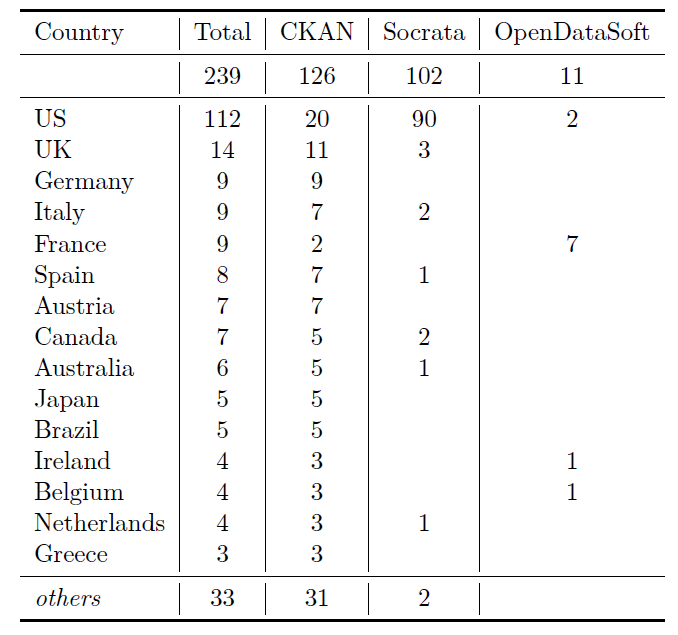 Country Total CKAN Socrata OpenDataSoft
239 126 102 11
US 112 20 90 2
UK 14 11 3
Germany 9 9
Italy 9 7 2
France 9 2 7
Spain 8 7 1
Austria 7 7
Canada 7 5 2
Australia 6 5 1
Japan 5 5
Brazil 5 5
Ireland 4 3 1
Belgium 4 3 1
Netherlands 4 3 1
Greece 3 3
others 33 31 2